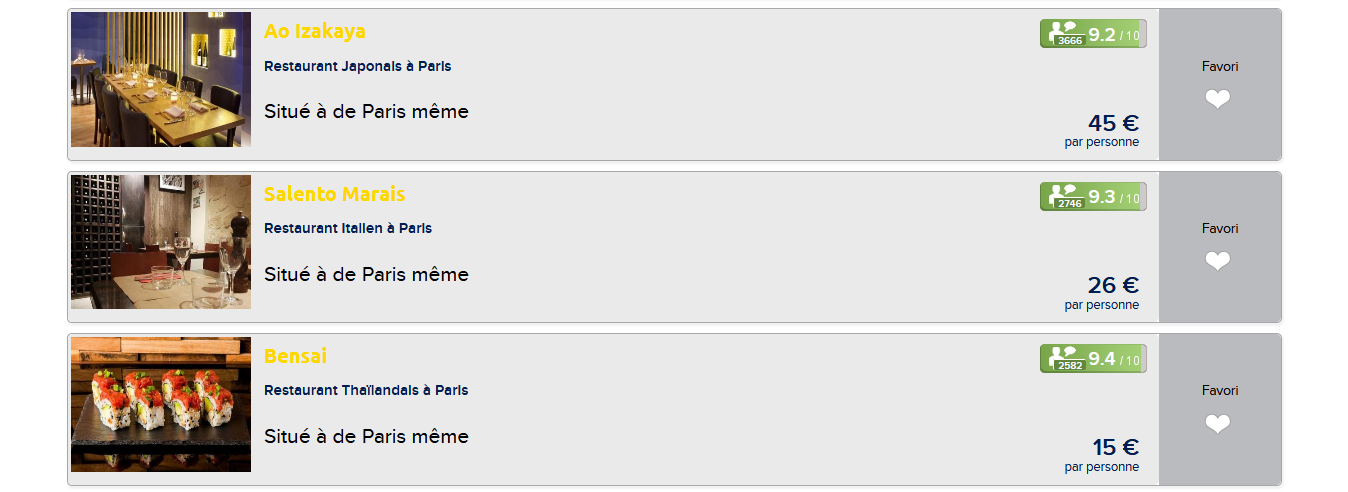 Ao Izakaya
3666 9.2 / 10
Restaurant Japonais à Paris
Favori
Situé à de Paris même
45 €
par personne
Salento Marais
2746 9.3 / 10
Restaurant Italien à Paris
Favori
Situé à de Paris même
26 €
par personne
Bensai
2582 9.4 / 10
Restaurant Thaïlandais à Paris
Favori
Situé à de Paris même
15 €
par personne